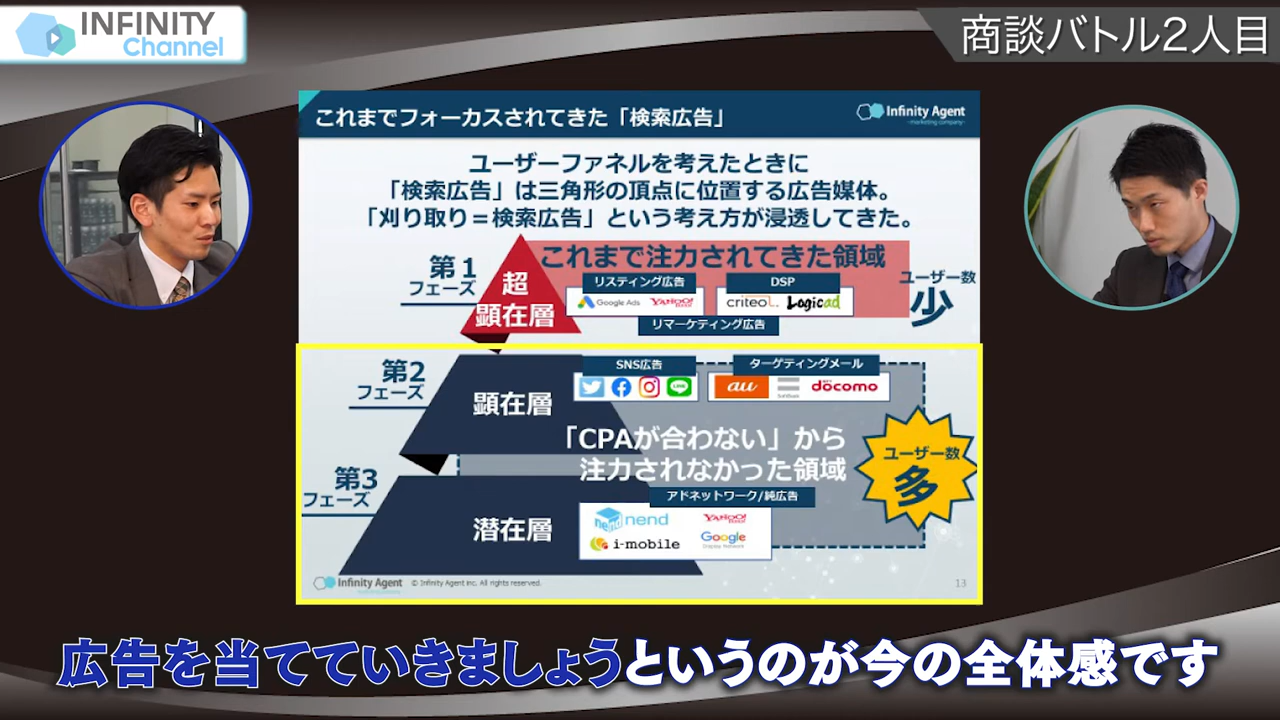 INFINITY
Channel
商談バトル2人目
これまでフォーカスされてきた「検索広告」
Infinity Agent
-marketing company-
ユーザーファネルを考えたときに
「検索広告」は三角形の頂点に位置する広告媒体。
「刈り取り＝検索広告」という考え方が浸透してきた。
これまで注力されてきた領域
第1
フェーズ
超
顕在層
リスティング広告
Google Ads
YAHOO!
DSP
criteo
Logicad
リマーケティング広告
ユーザー数
少
第2
フェーズ
顕在層
SNS広告
LINE
ターゲティングメール
au
SoftBank
docomo
「CPAが合わない」から
注力されなかった領域
ユーザー数
多
第3
フェーズ
潜在層
アドネットワーク/純広告
nend
nend
YAHOO!
i-mobile
Google
Display Network
Infinity Agent
© Infinity Agent inc. All rights reserved.
13
広告を当てていきましょうというのが今の全体感です